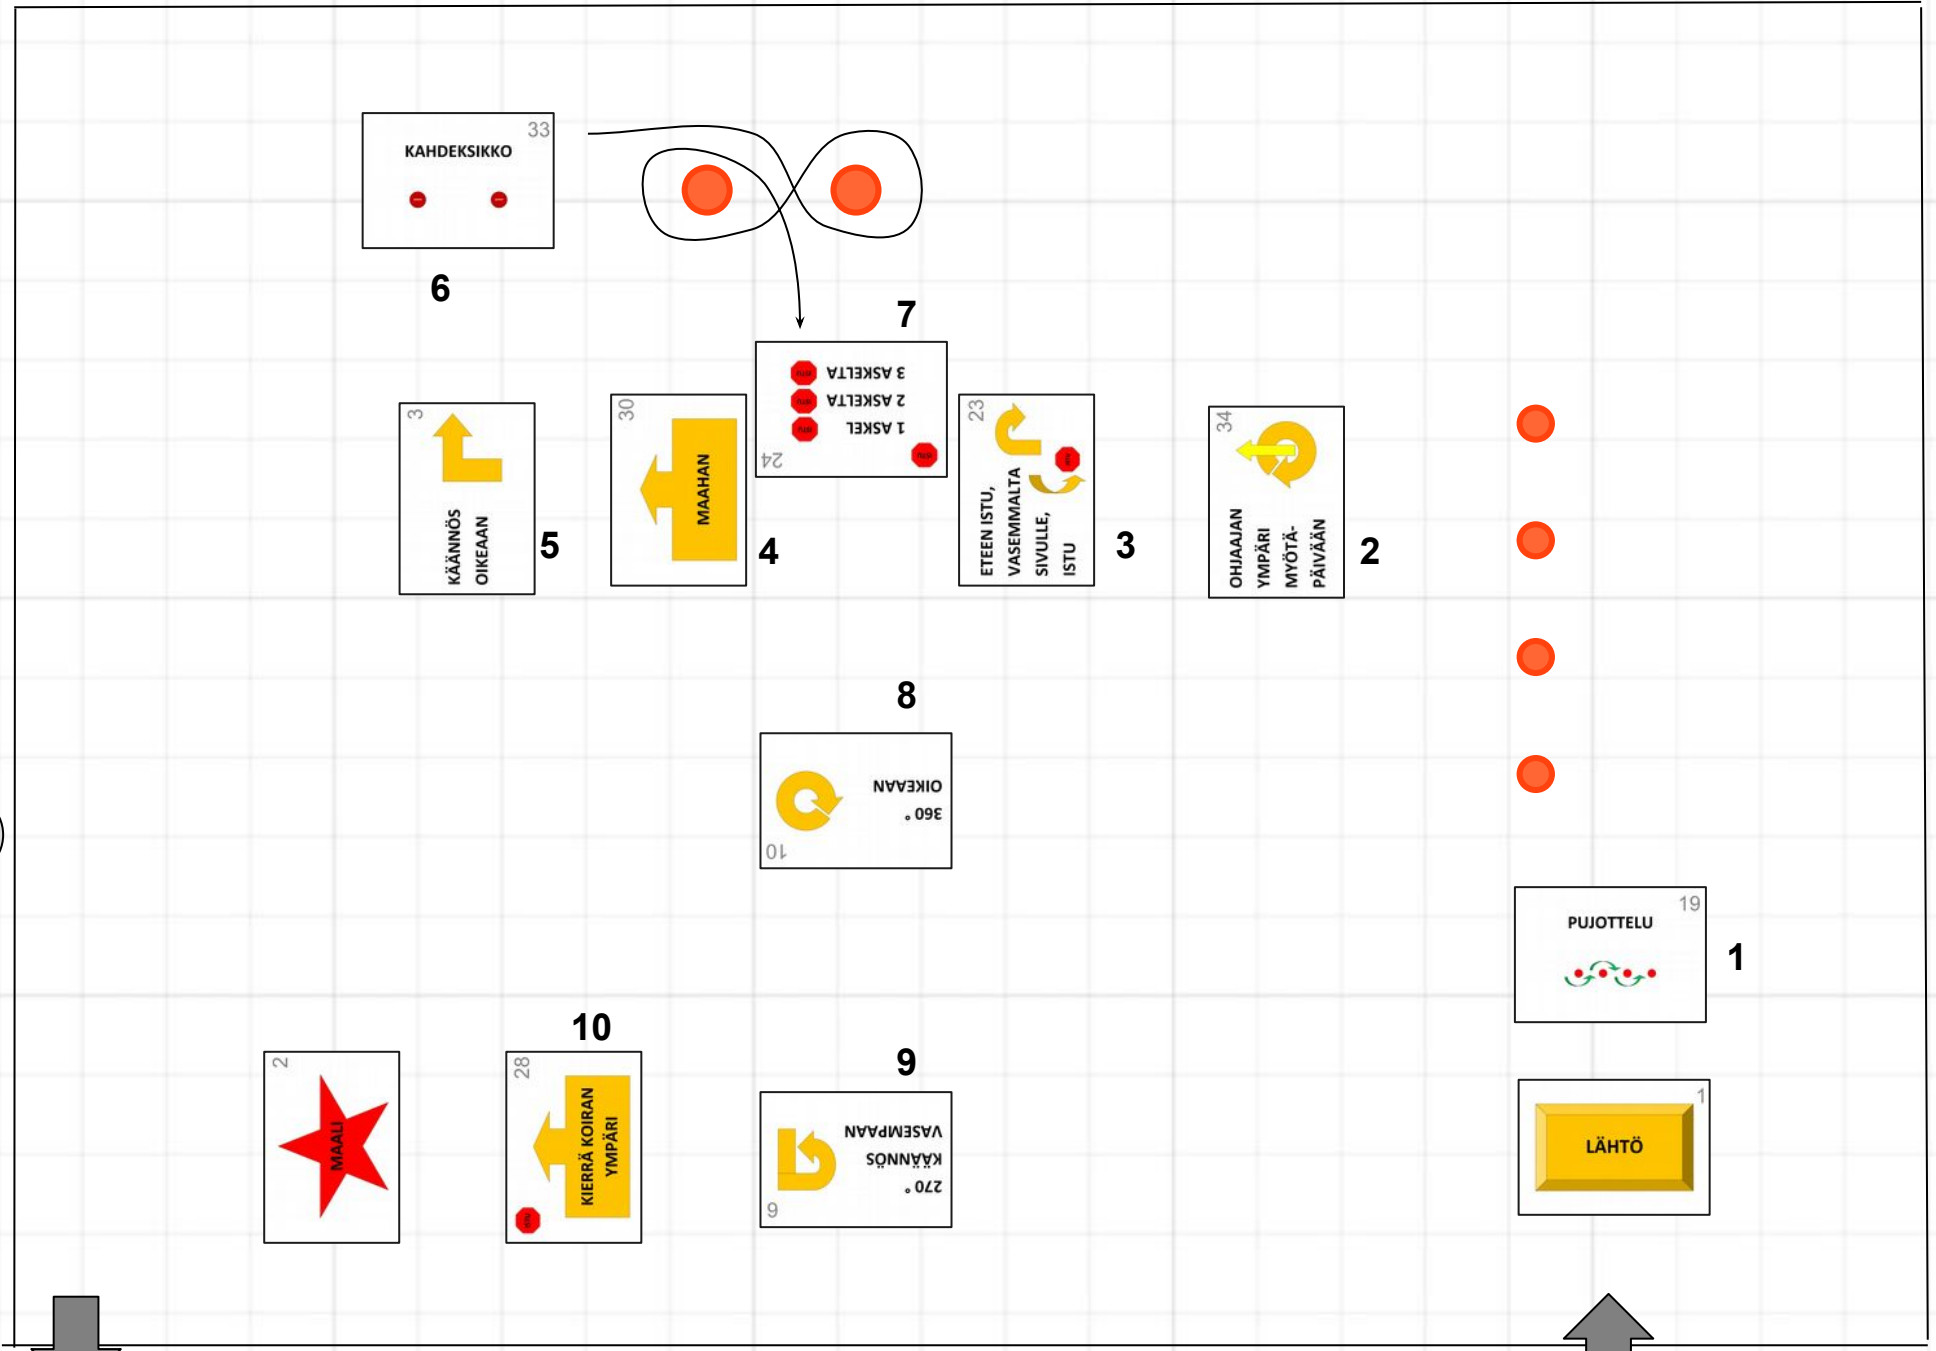 33
KAHDEKSIKKO
6
7
3 ASKELTA
2 ASKELTA
1 ASKEL
24
3
KÄÄNNÖS
OIKEAAN
5
30
MAAHAN
4
23
ETEEN ISTU,
VASEMMALTA
SIVULLE,
ISTU
3
34
OHJAAJAN
YMPÄRI
MYÖTÄ-
PÄIVÄÄN
2
8
360°
OIKEAAN
10
19
PUJOTTELU
1
10
9
2
MAALI
28
KIERRÄ KOIRAN
YMPÄRI
270°
KÄÄNNÖS
VASEMPAAN
9
1
LÄHTÖ